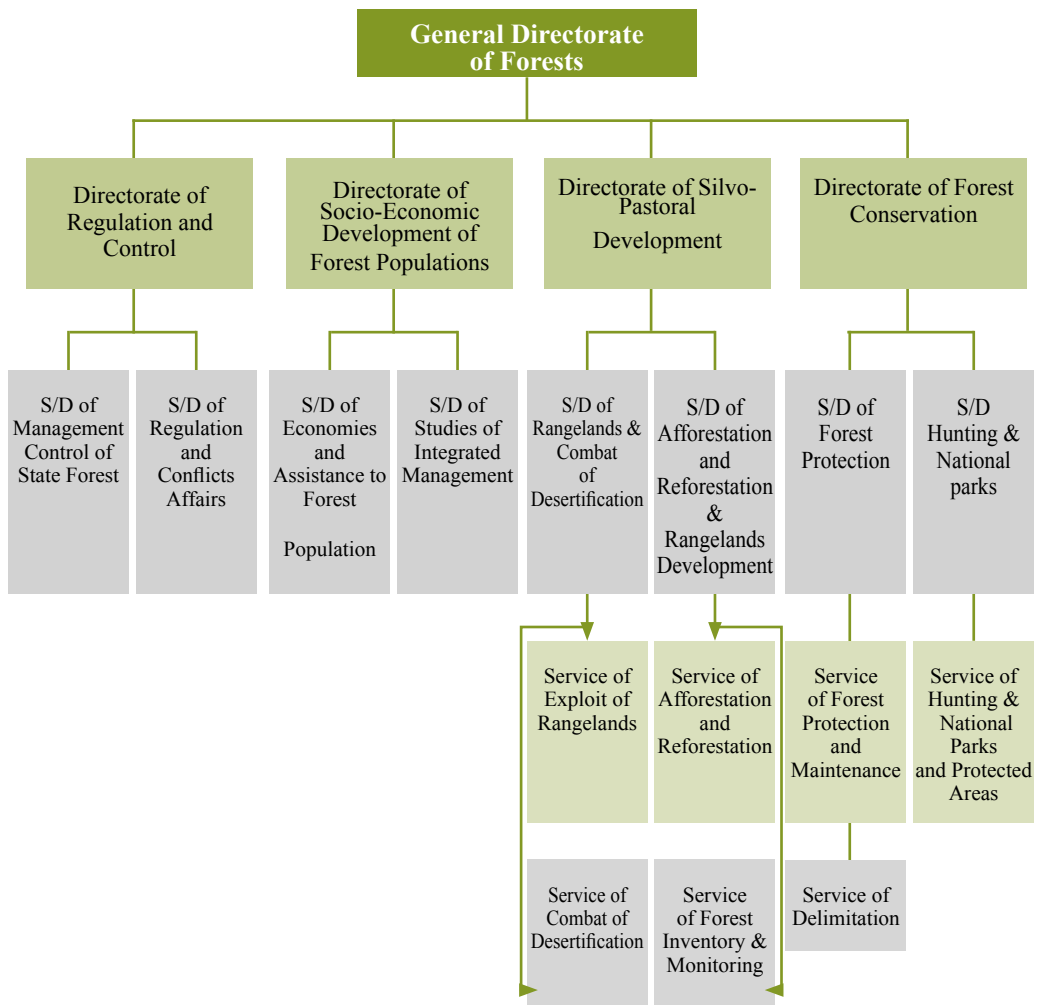 General Directorate
of Forests
Directorate of
Regulation and
Control
Directorate of
Socio-Economic
Development of
Forest Populations
Directorate of Silvo-
Pastoral
Development
Directorate of Forest
Conservation
S/D of
Management
Control of
State Forest
S/D of
Regulation
and
Conflicts
Affairs
S/D of
Economies
and
Assistance to
Forest
Population
S/D of
Studies of
Integrated
Management
S/D of
Rangelands &
Combat
of
Desertification
S/D of
Afforestation
and
Reforestation
&
Rangelands
Development
S/D of
Forest
Protection
S/D
Hunting &
National
parks
Service of
Exploit of
Rangelands
Service of
Afforestation
and
Reforestation
Service
of Forest
Protection
and
Maintenance
Service of
Hunting &
National
Parks
and Protected
Areas
Service of
Combat of
Desertification
Service
of Forest
Inventory &
Monitoring
Service of
Delimitation